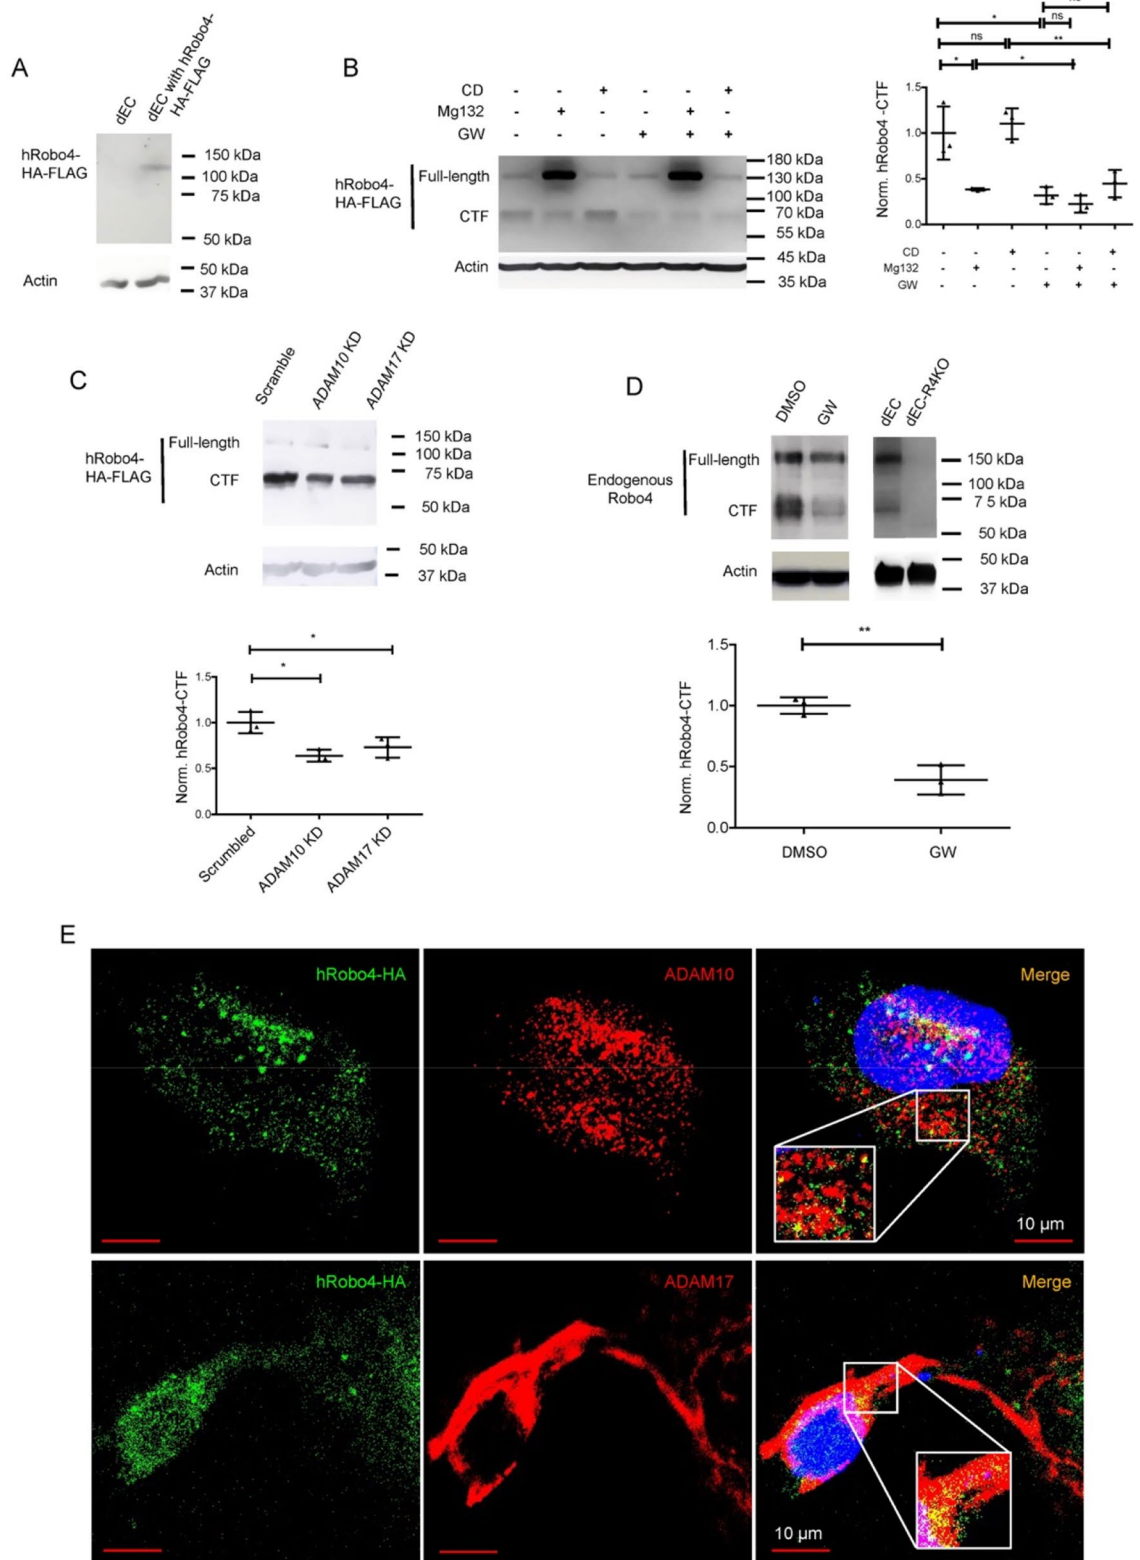 A
dEC
dEC with hRobo4-
HA-FLAG
hRobo4-
HA-FLAG
150 kDa
100 kDa
75 kDa
50 kDa
Actin
50 kDa
37 kDa
B
CD - - + - - +
Mg132 - + - - + -
GW - - - + + +
hRobo4-
HA-FLAG
Full-length
CTF
180 kDa
130 kDa
100 kDa
70 kDa
55 kDa
Actin
45 kDa
35 kDa
ns
* ns
ns **
* *
Norm. hRobo4 -CTF
1.5
1.0
0.5
0.0
CD - - + - - +
Mg132 - + - - + -
GW - - - + + +
C
Scramble
ADAM10 KD
ADAM17 KD
hRobo4-
HA-FLAG
Full-length
CTF
150 kDa
100 kDa
75 kDa
50 kDa
Actin
50 kDa
37 kDa
*
*
Norm. hRobo4-CTF
1.5
1.0
0.5
0.0
Scrumbled
ADAM10 KD
ADAM17 KD
D
DMSO
GW
dEC
dEC-R4KO
Endogenous
Robo4
Full-length
CTF
150 kDa
100 kDa
7 5 kDa
50 kDa
Actin
50 kDa
37 kDa
**
Norm. hRobo4-CTF
1.5
1.0
0.5
0.0
DMSO
GW
E
hRobo4-HA
ADAM10
Merge
10 µm
hRobo4-HA
ADAM17
Merge
10 µm